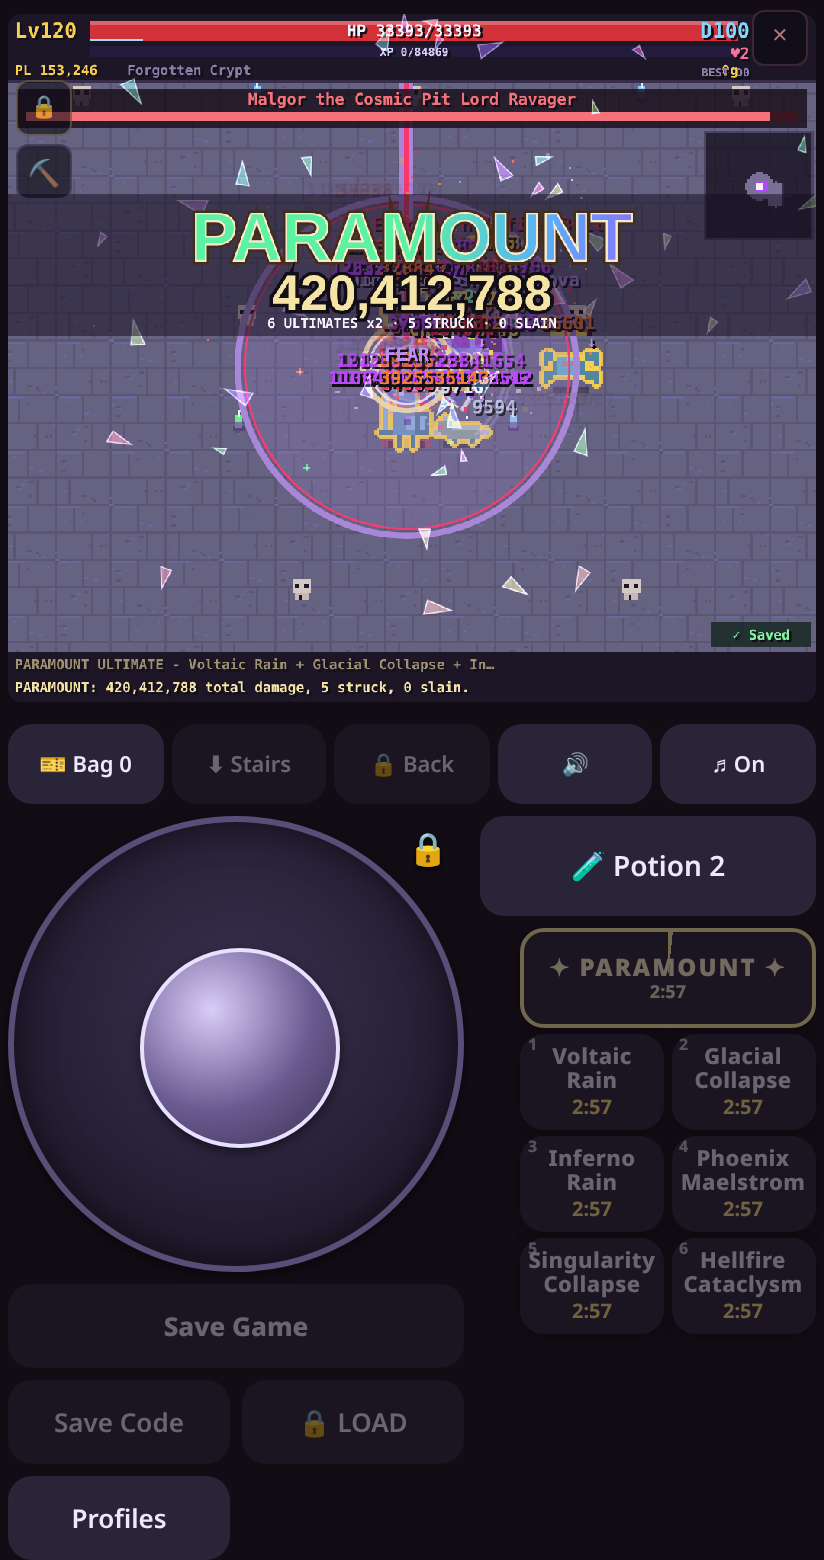 Lv120
HP 33393/33393
D100
×
XP 0/84869
♥2
PL 153,246
Forgotten Crypt
BEST D0
Malgor the Cosmic Pit Lord Ravager
PARAMOUNT
420,412,788
6 ULTIMATES x2 · 5 STRUCK · 0 SLAIN
FEAR
9594
✓ Saved
PARAMOUNT ULTIMATE - Voltaic Rain + Glacial Collapse + In…
PARAMOUNT: 420,412,788 total damage, 5 struck, 0 slain.
Bag 0
⬇ Stairs
Back
♬ On
Potion 2
✦ PARAMOUNT ✦
2:57
1 Voltaic Rain
2:57
2 Glacial Collapse
2:57
3 Inferno Rain
2:57
4 Phoenix Maelstrom
2:57
5 Singularity Collapse
2:57
6 Hellfire Cataclysm
2:57
Save Game
Save Code
LOAD
Profiles